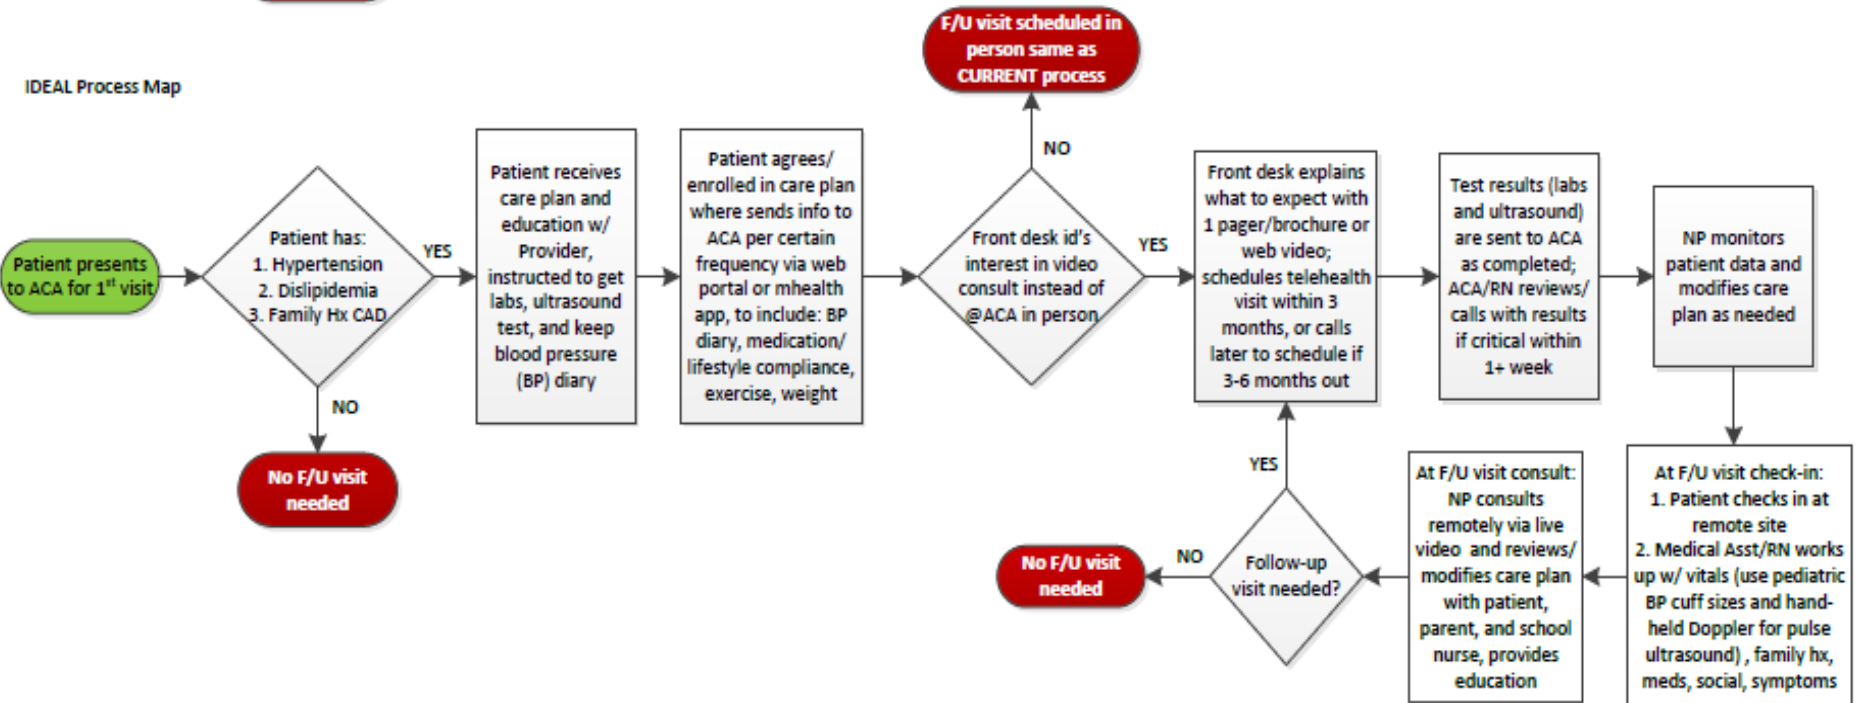 IDEAL Process Map
Patient presents
to ACA for 1st visit
Patient has:
1. Hypertension
2. Dislipidemia
3. Family Hx CAD
YES
NO
No F/U visit
needed
Patient receives
care plan and
education w/
Provider,
instructed to get
labs, ultrasound
test, and keep
blood pressure
(BP) diary
Patient agrees/
enrolled in care plan
where sends info to
ACA per certain
frequency via web
portal or mhealth
app, to include: BP
diary, medication/
lifestyle compliance,
exercise, weight
Front desk id's
interest in video
consult instead of
@ACA in person
NO
F/U visit scheduled in
person same as
CURRENT process
YES
Front desk explains
what to expect with
1 pager/brochure or
web video;
schedules telehealth
visit within 3
months, or calls
later to schedule if
3-6 months out
Test results (labs
and ultrasound)
are sent to ACA
as completed;
ACA/RN reviews/
calls with results
if critical within
1+ week
NP monitors
patient data and
modifies care
plan as needed
At F/U visit check-in:
1. Patient checks in at
remote site
2. Medical Asst/RN works
up w/ vitals (use pediatric
BP cuff sizes and hand-
held Doppler for pulse
ultrasound) , family hx,
meds, social, symptoms
At F/U visit consult:
NP consults
remotely via live
video and reviews/
modifies care plan
with patient,
parent, and school
nurse, provides
education
Follow-up
visit needed?
YES
NO
No F/U visit
needed